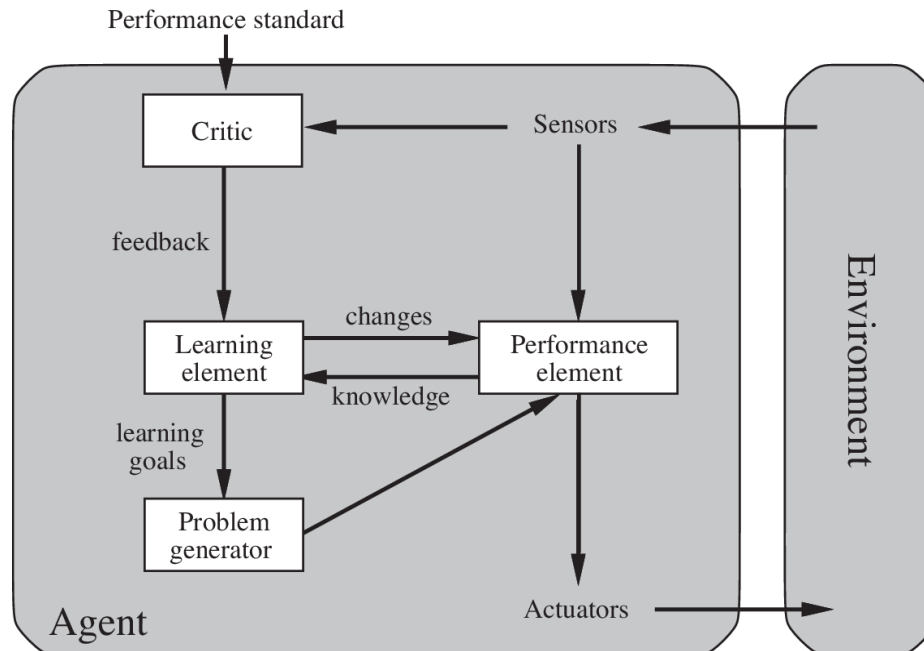 Performance standard
Critic
Sensors
feedback
changes
Learning
element
Performance
element
knowledge
learning
goals
Problem
generator
Actuators
Agent
Environment